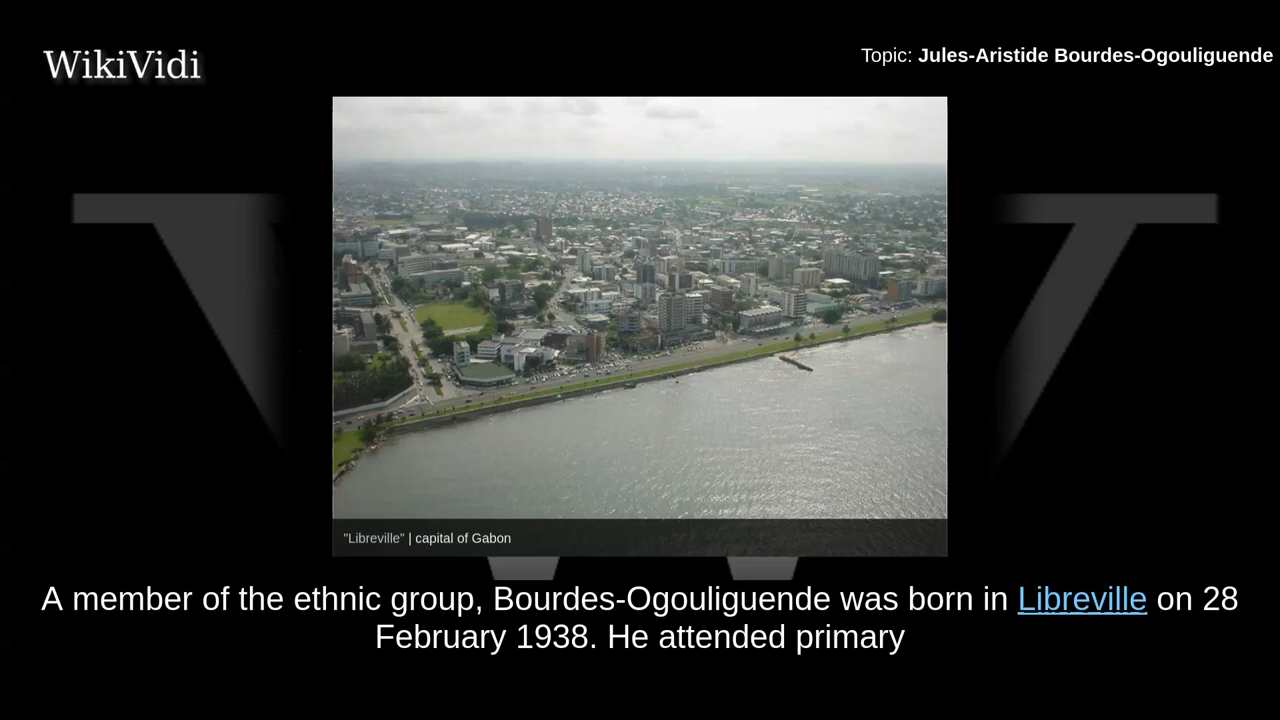 WikiVidi
Topic: Jules-Aristide Bourdes-Ogouliguende
"Libreville" | capital of Gabon
A member of the ethnic group, Bourdes-Ogouliguende was born in Libreville on 28
February 1938. He attended primary